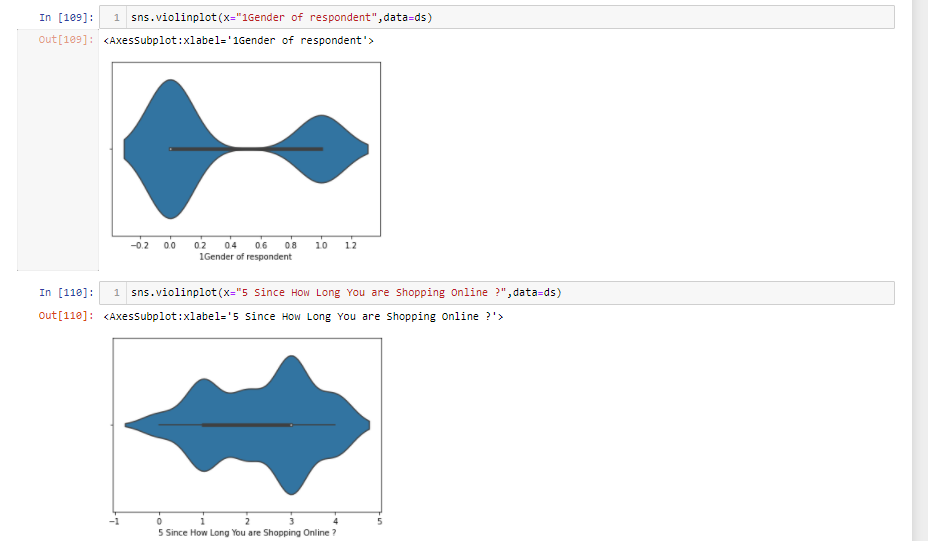 In [109]: 1 sns.violinplot(x="1Gender of respondent",data=ds)
Out[109]: <AxesSubplot:xlabel='1Gender of respondent'>
−0.2 0.0 0.2 0.4 0.6 0.8 1.0 1.2
1Gender of respondent
In [110]: 1 sns.violinplot(x="5 Since How Long You are Shopping Online ?",data=ds)
Out[110]: <AxesSubplot:xlabel='5 Since How Long You are Shopping Online ?'>
−1 0 1 2 3 4 5
5 Since How Long You are Shopping Online ?